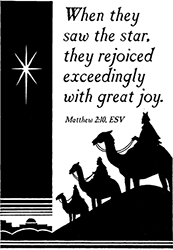 When they
saw the star,
they rejoiced
exceedingly
with great joy.
Matthew 2:10, ESV